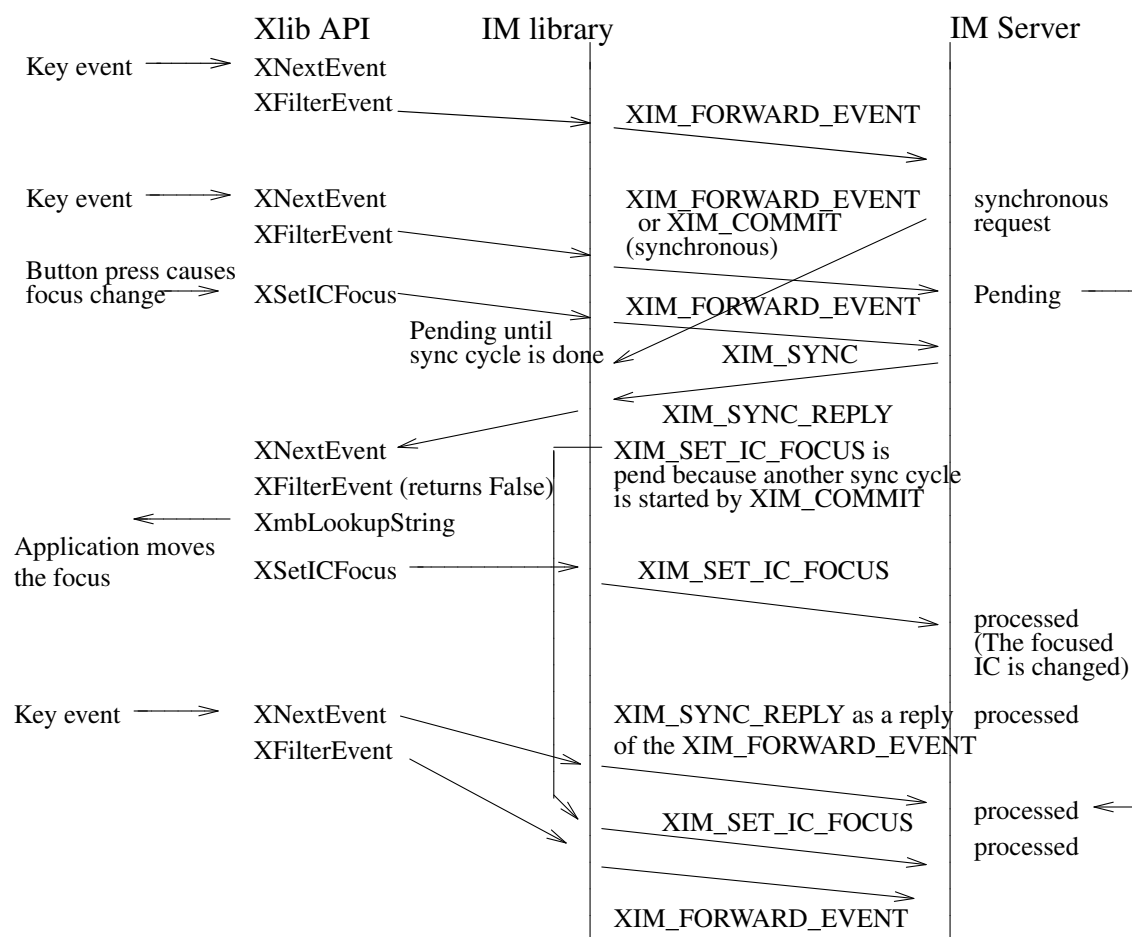 Xlib API IM library IM Server
Key event XNextEvent
XFilterEvent XIM_FORWARD_EVENT
Key event XNextEvent XIM_FORWARD_EVENT synchronous
or XIM_COMMIT request
XFilterEvent (synchronous)
Button press causes
focus change XSetICFocus Pending
XIM_FORWARD_EVENT
Pending until
sync cycle is done XIM_SYNC
XIM_SYNC_REPLY
XNextEvent XIM_SET_IC_FOCUS is
pend because another sync cycle
XFilterEvent (returns False) is started by XIM_COMMIT
XmbLookupString
Application moves
the focus XSetICFocus XIM_SET_IC_FOCUS
processed
(The focused
IC is changed)
Key event XNextEvent XIM_SYNC_REPLY as a reply processed
XFilterEvent of the XIM_FORWARD_EVENT
processed
XIM_SET_IC_FOCUS
processed
XIM_FORWARD_EVENT